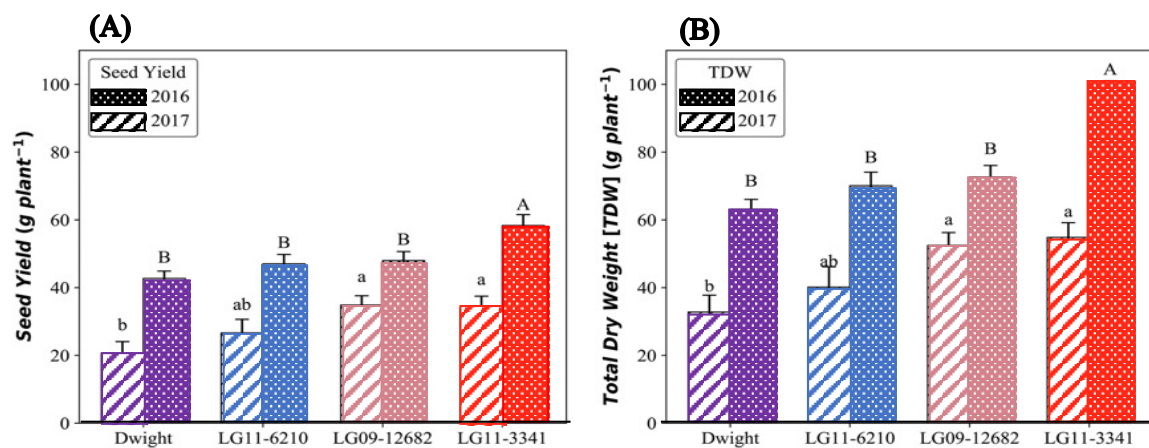 (A)
Seed Yield (g plant⁻¹)
100
80
60
40
20
0
Seed Yield
2016
2017
b
B
ab
B
a
B
a
A
Dwight
LG11-6210
LG09-12682
LG11-3341
(B)
Total Dry Weight [TDW] (g plant⁻¹)
100
80
60
40
20
0
TDW
2016
2017
b
B
ab
B
a
B
a
A
Dwight
LG11-6210
LG09-12682
LG11-3341